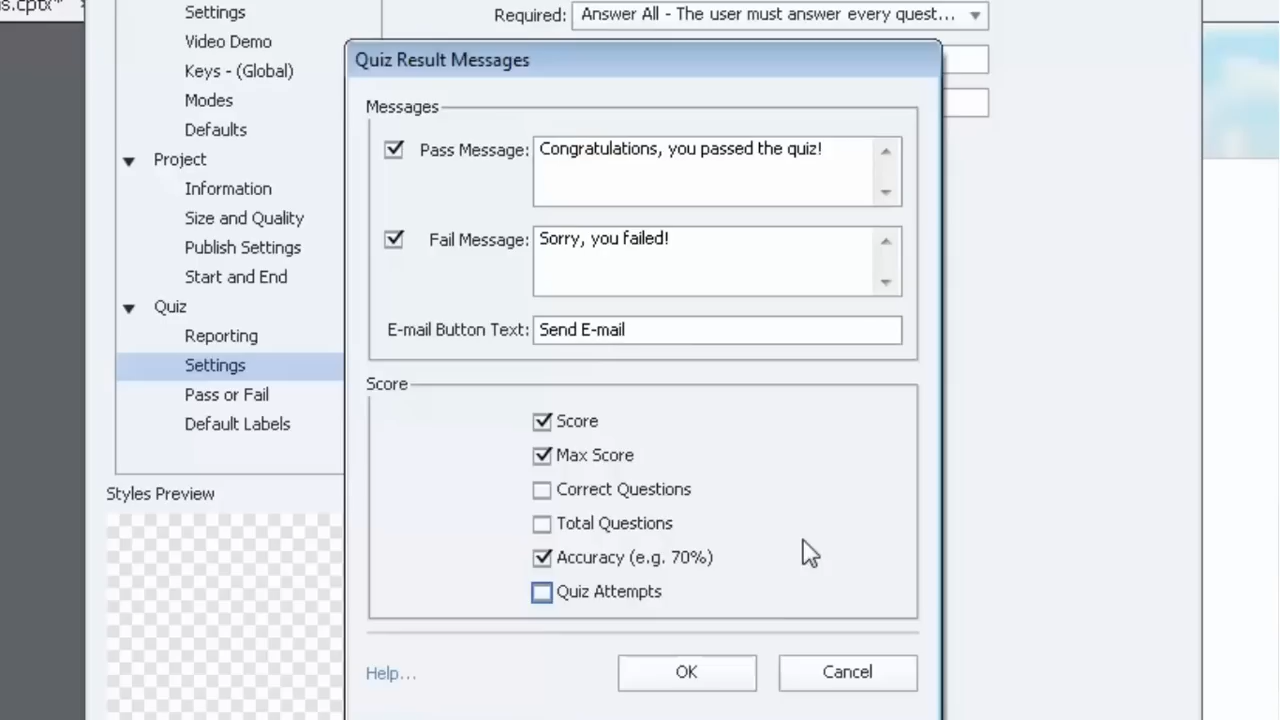 s.cptx*
Settings
Required: Answer All - The user must answer every quest...
Video Demo
Keys - (Global)
Modes
Defaults
Project
Information
Size and Quality
Publish Settings
Start and End
Quiz
Reporting
Settings
Pass or Fail
Default Labels
Styles Preview
Quiz Result Messages
Messages
Pass Message: Congratulations, you passed the quiz!
Fail Message: Sorry, you failed!
E-mail Button Text: Send E-mail
Score
Score
Max Score
Correct Questions
Total Questions
Accuracy (e.g. 70%)
Quiz Attempts
Help...
OK
Cancel